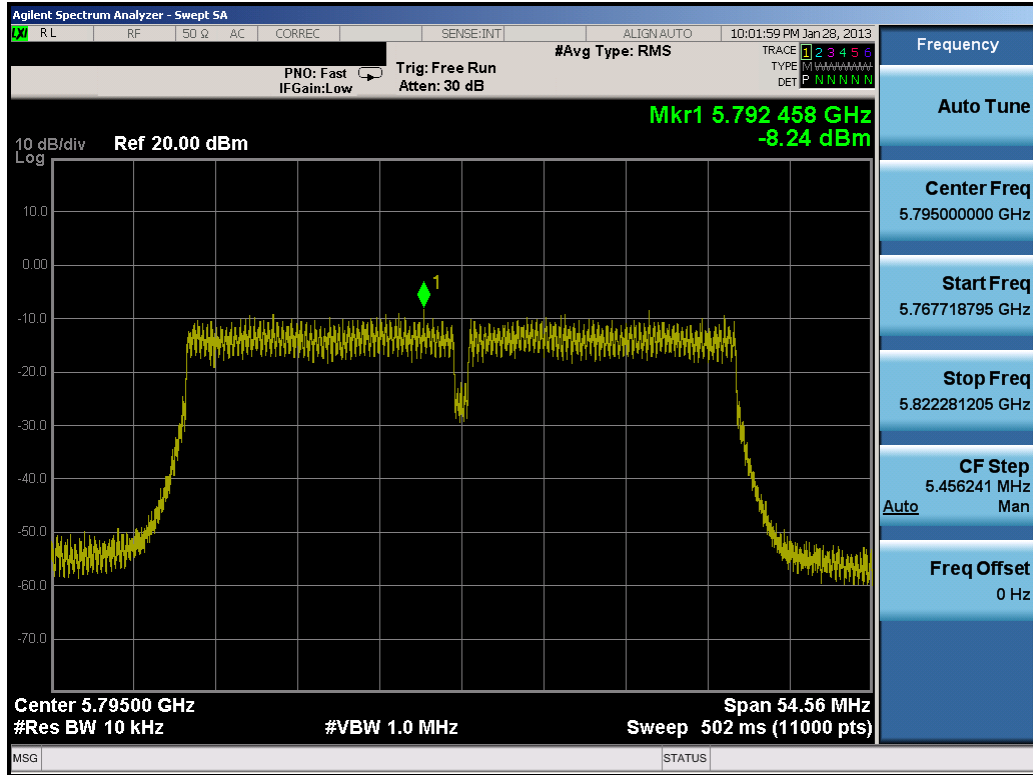 Agilent Spectrum Analyzer - Swept SA
LXI RL RF 50 Ω AC CORREC SENSE:INT ALIGN AUTO 10:01:59 PM Jan 28, 2013
#Avg Type: RMS
TRACE 1 2 3 4 5 6
TYPE M WWWWW
DET P N N N N N
PNO: Fast
IFGain:Low
Trig: Free Run
Atten: 30 dB
Mkr1 5.792 458 GHz
-8.24 dBm
10 dB/div
Log
Ref 20.00 dBm
10.0
0.00
-10.0
-20.0
-30.0
-40.0
-50.0
-60.0
-70.0
1
Center 5.79500 GHz
Span 54.56 MHz
#Res BW 10 kHz
#VBW 1.0 MHz
Sweep 502 ms (11000 pts)
MSG
STATUS
Frequency
Auto Tune
Center Freq
5.795000000 GHz
Start Freq
5.767718795 GHz
Stop Freq
5.822281205 GHz
CF Step
5.456241 MHz
Auto Man
Freq Offset
0 Hz